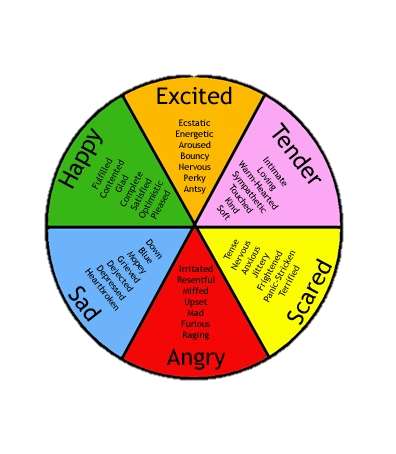 Excited
Ecstatic
Energetic
Aroused
Bouncy
Nervous
Perky
Antsy
Tender
Intimate
Loving
Warm-Hearted
Sympathetic
Touched
Kind
Soft
Scared
Tense
Nervous
Anxious
Jittery
Frightened
Panic-Stricken
Terrified
Angry
Irritated
Resentful
Miffed
Upset
Mad
Furious
Raging
Sad
Down
Blue
Mopey
Grieved
Dejected
Depressed
Heartbroken
Happy
Fulfilled
Contented
Glad
Complete
Satisfied
Optimistic
Pleased